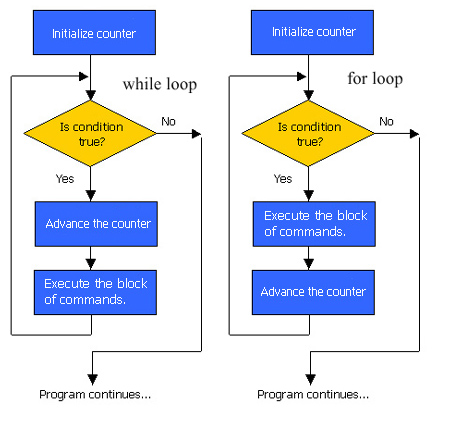 Initialize counter
while loop
Is condition
true?
No
Yes
Advance the counter
Execute the block
of commands.
Program continues...
Initialize counter
for loop
Is condition
true?
No
Yes
Execute the block
of commands.
Advance the counter
Program continues...